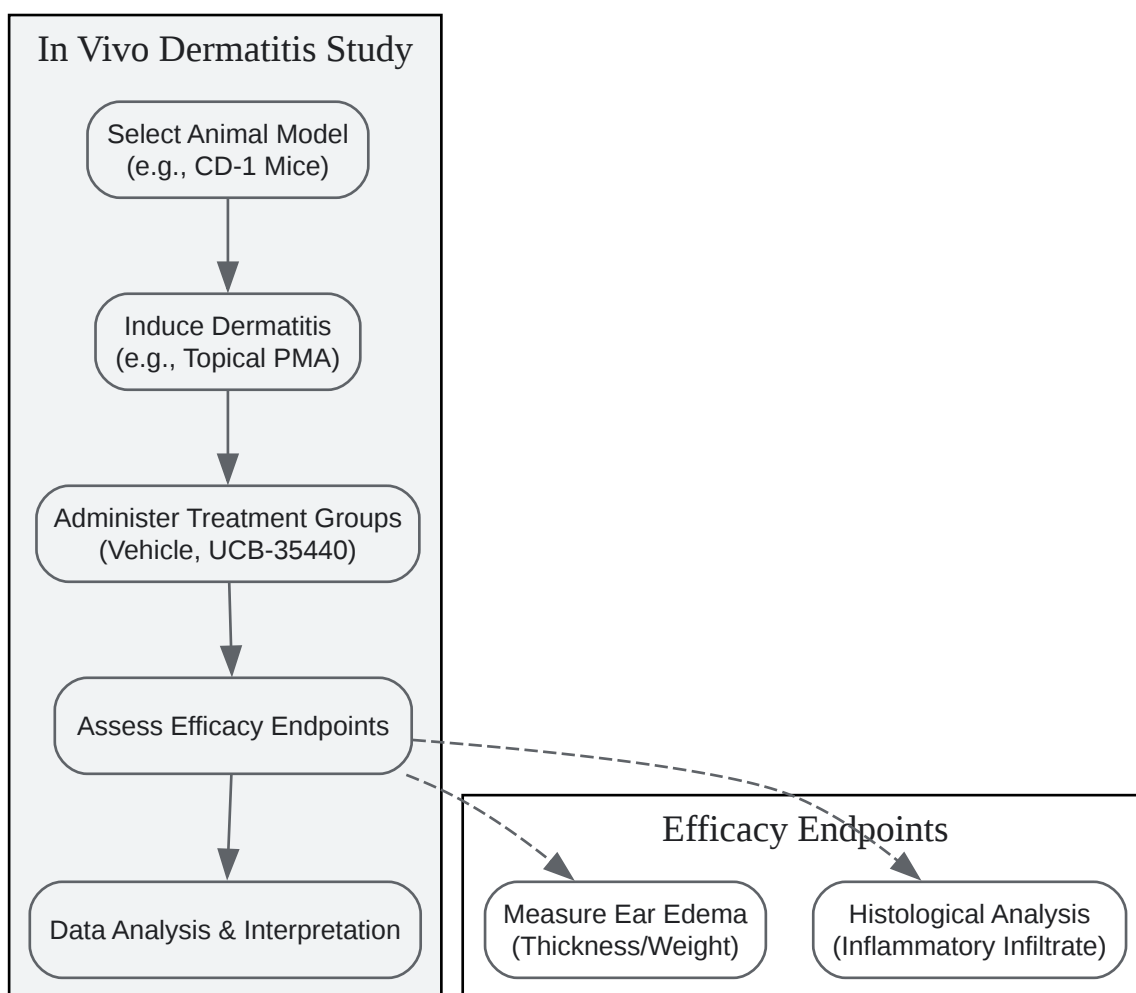 In Vivo Dermatitis Study
Select Animal Model
(e.g., CD-1 Mice)
Induce Dermatitis
(e.g., Topical PMA)
Administer Treatment Groups
(Vehicle, UCB-35440)
Assess Efficacy Endpoints
Data Analysis & Interpretation
Efficacy Endpoints
Measure Ear Edema
(Thickness/Weight)
Histological Analysis
(Inflammatory Infiltrate)